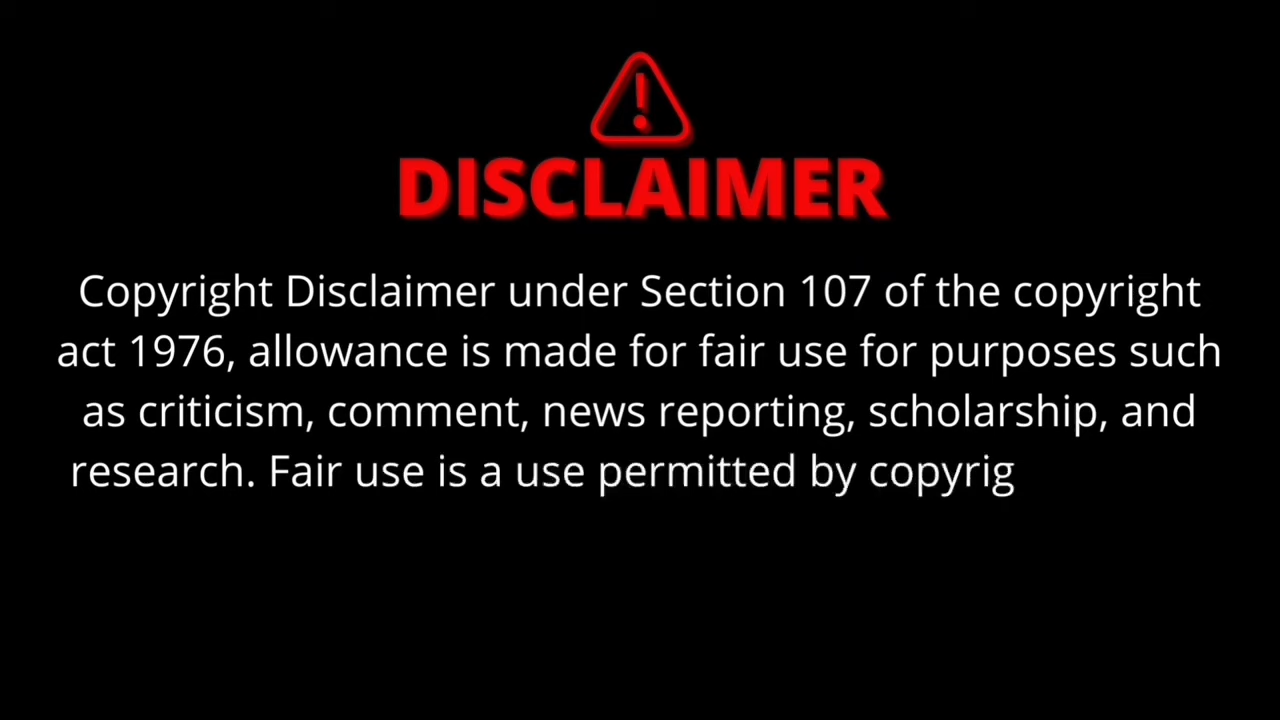 DISCLAIMER
Copyright Disclaimer under Section 107 of the copyright
act 1976, allowance is made for fair use for purposes such
as criticism, comment, news reporting, scholarship, and
research. Fair use is a use permitted by copyrig